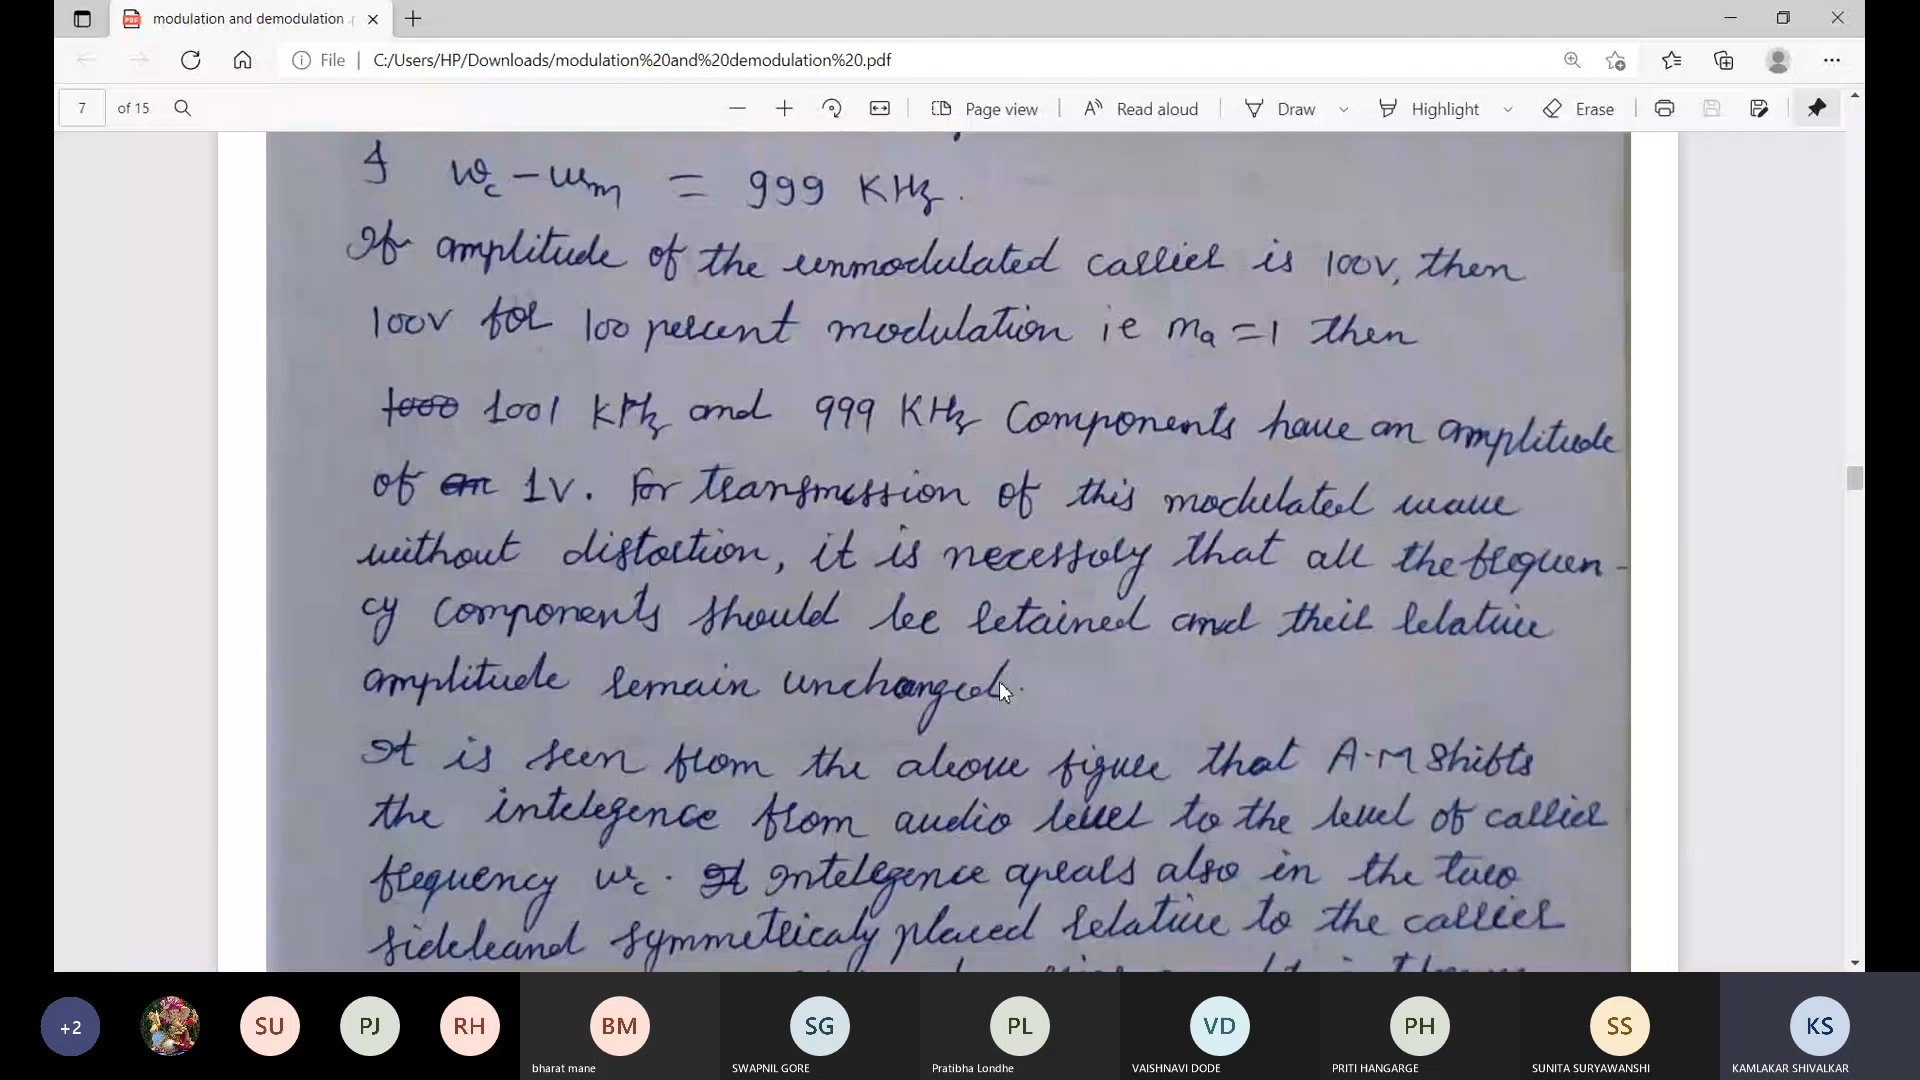 modulation and demodulation .p
File C:/Users/HP/Downloads/modulation%20and%20demodulation%20.pdf
7 of 15 Page view Read aloud Draw Highlight Erase
& wc - wm = 999 KHz.
If amplitude of the unmodulated carrier is 100V, then
100V for 100 percent modulation ie ma = 1 then
1000 1001 KHz and 999 KHz Components have an amplitude
of an 1V. For transmission of this modulated wave
without distortion, it is necessory that all the frequen-
cy components should be retained and their relative
amplitude remain unchanged.
It is seen from the above figure that A.M shifts
the intelegence from audio level to the level of carrier
frequency wc. It Intelegence apears also in the two
sideband symmetricaly placed relative to the carrier
+2 SU PJ RH BM SG PL VD PH SS KS
bharat mane SWAPNIL GORE Pratibha Londhe VAISHNAVI DODE PRITI HANGARGE SUNITA SURYAWANSHI KAMLAKAR SHIVALKAR